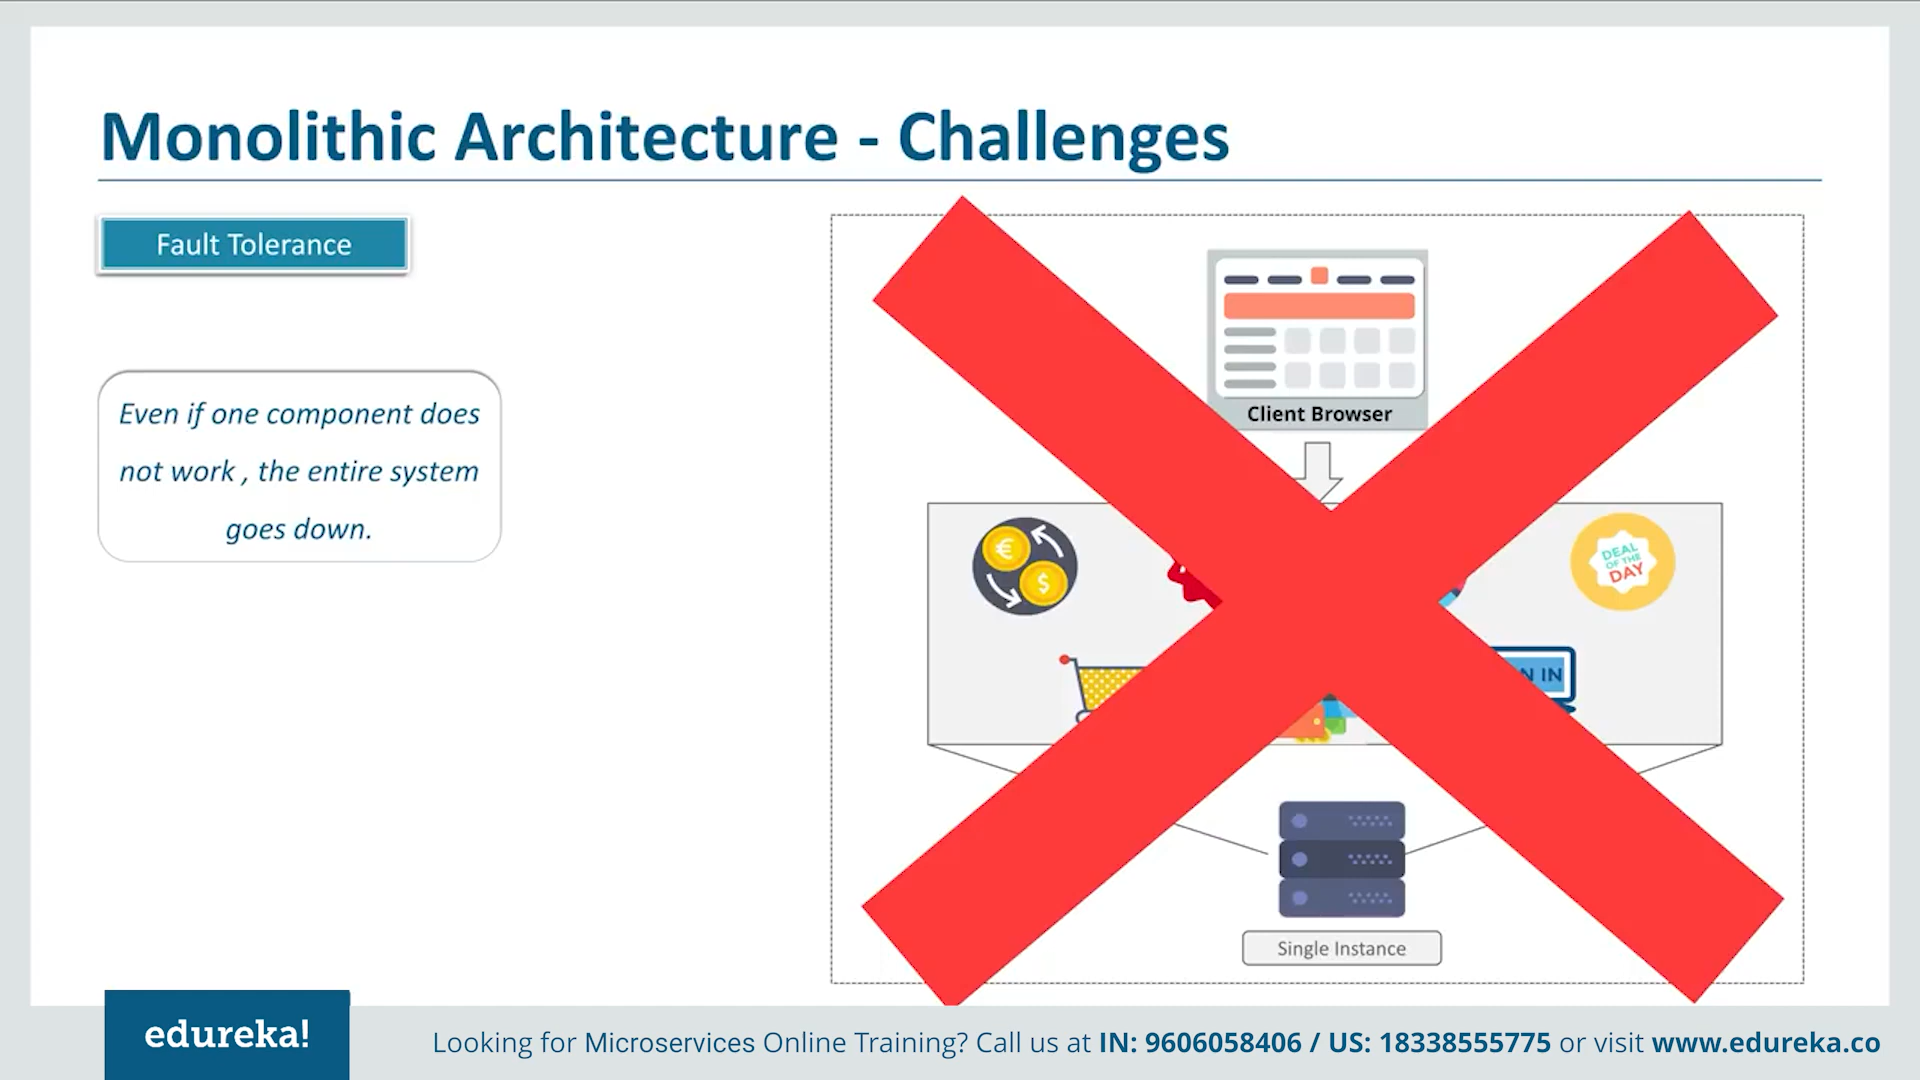 Monolithic Architecture - Challenges
Fault Tolerance
Even if one component does
not work , the entire system
goes down.
Client Browser
€
$
DEAL
OF THE
DAY
N IN
Single Instance
edureka!
Looking for Microservices Online Training? Call us at IN: 9606058406 / US: 18338555775 or visit www.edureka.co